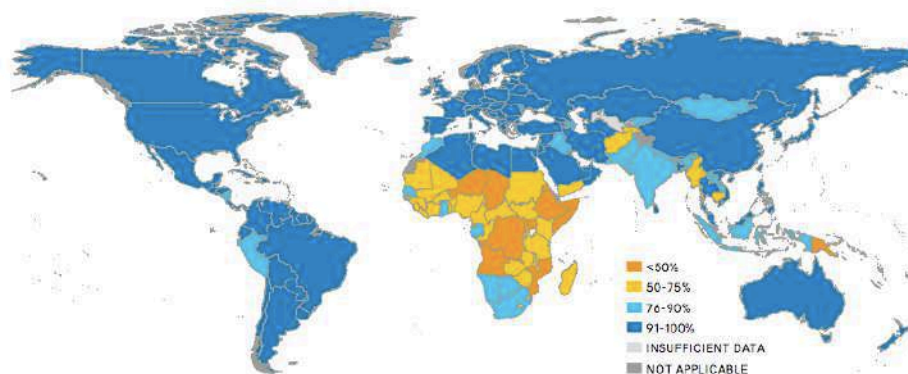 <50%
50-75%
76-90%
91-100%
INSUFFICIENT DATA
NOT APPLICABLE